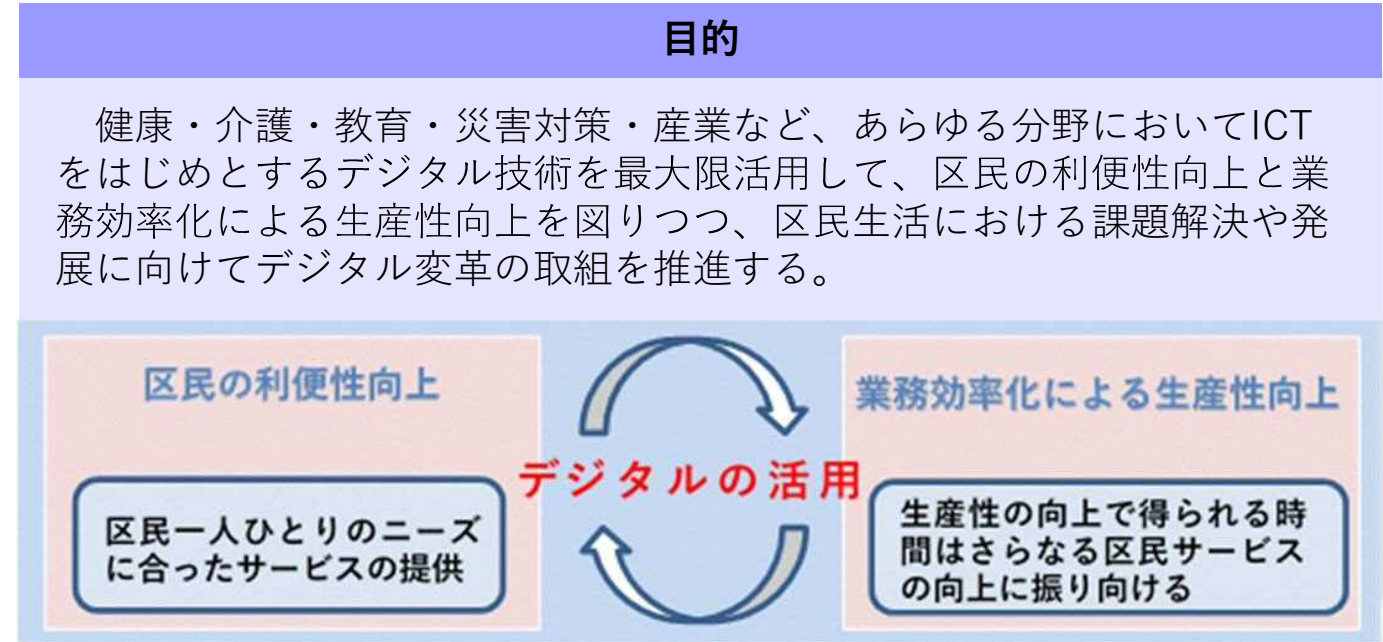 目的
健康・介護・教育・災害対策・産業など、あらゆる分野においてICT
をはじめとするデジタル技術を最大限活用して、区民の利便性向上と業
務効率化による生産性向上を図りつつ、区民生活における課題解決や発
展に向けてデジタル変革の取組を推進する。
区民の利便性向上
区民一人ひとりのニーズ
に合ったサービスの提供
デジタルの活用
業務効率化による生産性向上
生産性の向上で得られる時
間はさらなる区民サービス
の向上に振り向ける